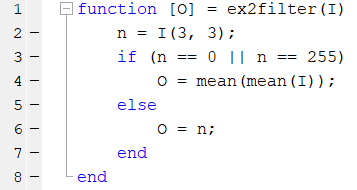 1 function [O] = ex2filter(I)
2 - n = I(3, 3);
3 - if (n == 0 || n == 255)
4 - O = mean(mean(I));
5 - else
6 - O = n;
7 - end
8 - end